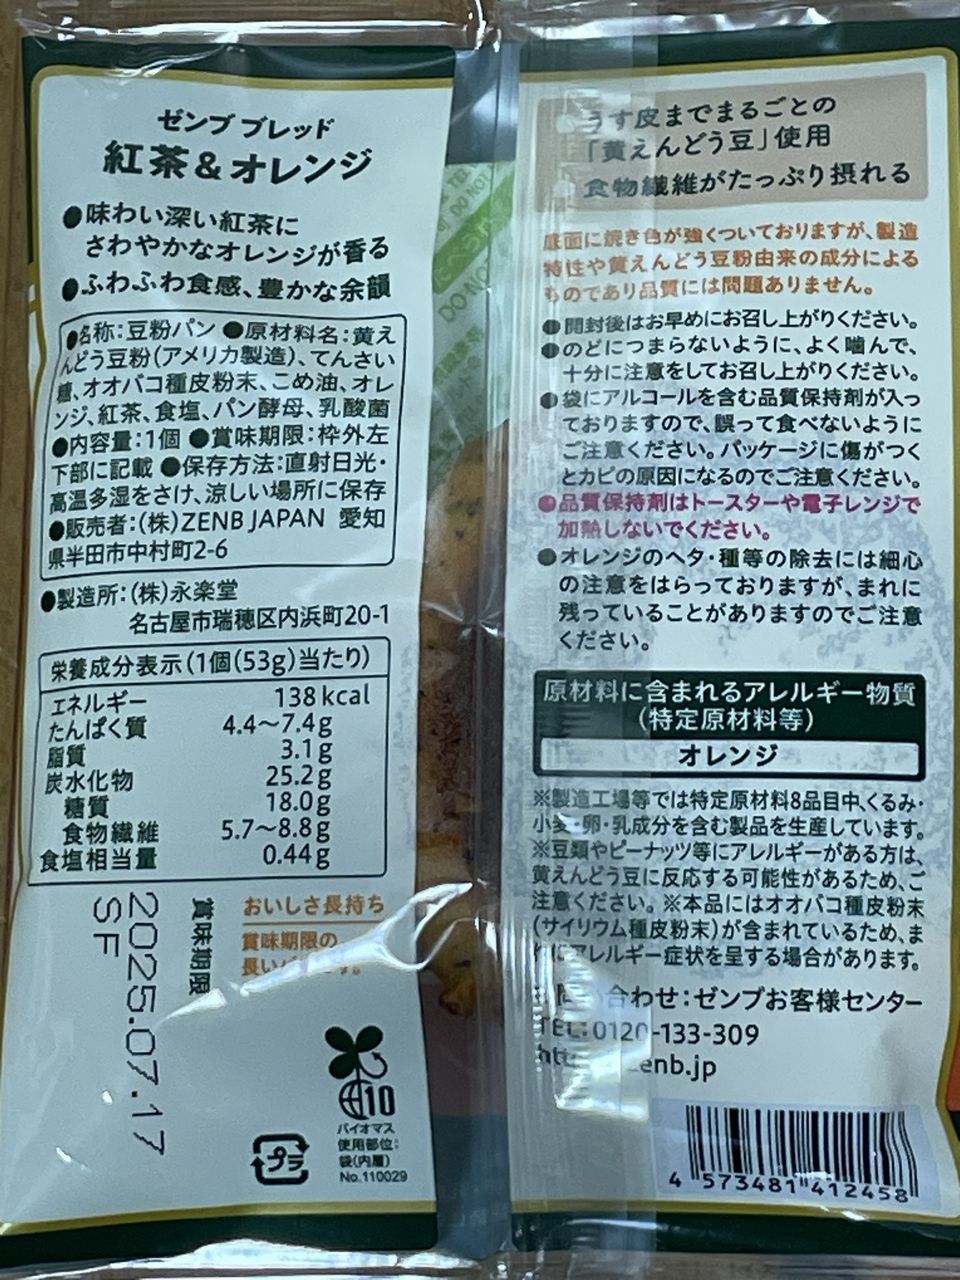 ゼンブ ブレッド
紅茶&オレンジ
●味わい深い紅茶に
さわやかなオレンジが香る
●ふわふわ食感、豊かな余韻
●名称:豆粉パン ●原材料名:黄え
んどう豆粉(アメリカ製造)、てんさい
糖、オオバコ種皮粉末、こめ油、オレ
ンジ、紅茶、食塩、パン酵母、乳酸菌
●内容量:1個 ●賞味期限:枠外左
下部に記載 ●保存方法:直射日光・
高温多湿をさけ、涼しい場所に保存
●販売者:(株)ZENB JAPAN 愛知
県半田市中村町2-6
●製造所:(株)永楽堂
名古屋市瑞穂区内浜町20-1
栄養成分表示(1個(53g)当たり)
エネルギー 138kcal
たんぱく質 4.4〜7.4g
脂質 3.1g
炭水化物 25.2g
糖質 18.0g
食物繊維 5.7〜8.8g
食塩相当量 0.44g
賞味期限
2025.07.17
SF
おいしさ長持ち
賞味期限の
長い
プラ
10
バイオマス
使用部位:
袋(内層)
No.110029
DO NOT
DO NO
うす皮までまるごとの
「黄えんどう豆」使用
食物繊維がたっぷり摂れる
底面に焼き色が強くついておりますが、製造
特性や黄えんどう豆粉由来の成分による
ものであり品質には問題ありません。
●開封後はお早めにお召し上がりください。
●のどにつまらないように、よく噛んで、
十分に注意をしてお召し上がりください。
●袋にアルコールを含む品質保持剤が入っ
ておりますので、誤って食べないように
ご注意ください。パッケージに傷がつく
とカビの原因になるのでご注意ください。
●品質保持剤はトースターや電子レンジで
加熱しないでください。
●オレンジのヘタ・種等の除去には細心
の注意をはらっておりますが、まれに
残っていることがありますのでご注意
ください。
原材料に含まれるアレルギー物質
(特定原材料等)
オレンジ
※製造工場等では特定原材料8品目中、くるみ・
小麦・卵・乳成分を含む製品を生産しています。
※豆類やピーナッツ等にアレルギーがある方は、
黄えんどう豆に反応する可能性があるため、ご
注意ください。※本品にはオオバコ種皮粉末
(サイリウム種皮粉末)が含まれているため、ま
れにアレルギー症状を呈する場合があります。
合わせ:ゼンブお客様センター
TEL:0120-133-309
zenb.jp
4 573481 412458